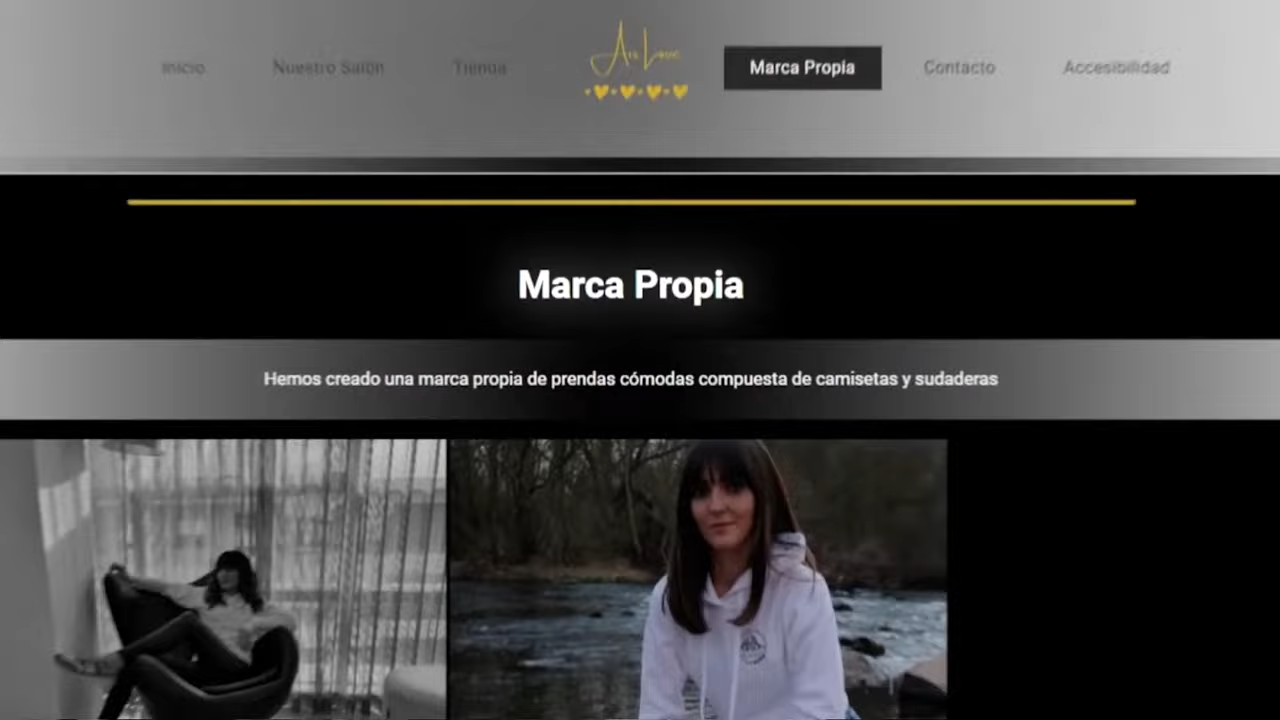 Inicio
Nuestro Salón
Tienda
Marca Propia
Contacto
Accesibilidad
Marca Propia
Hemos creado una marca propia de prendas cómodas compuesta de camisetas y sudaderas